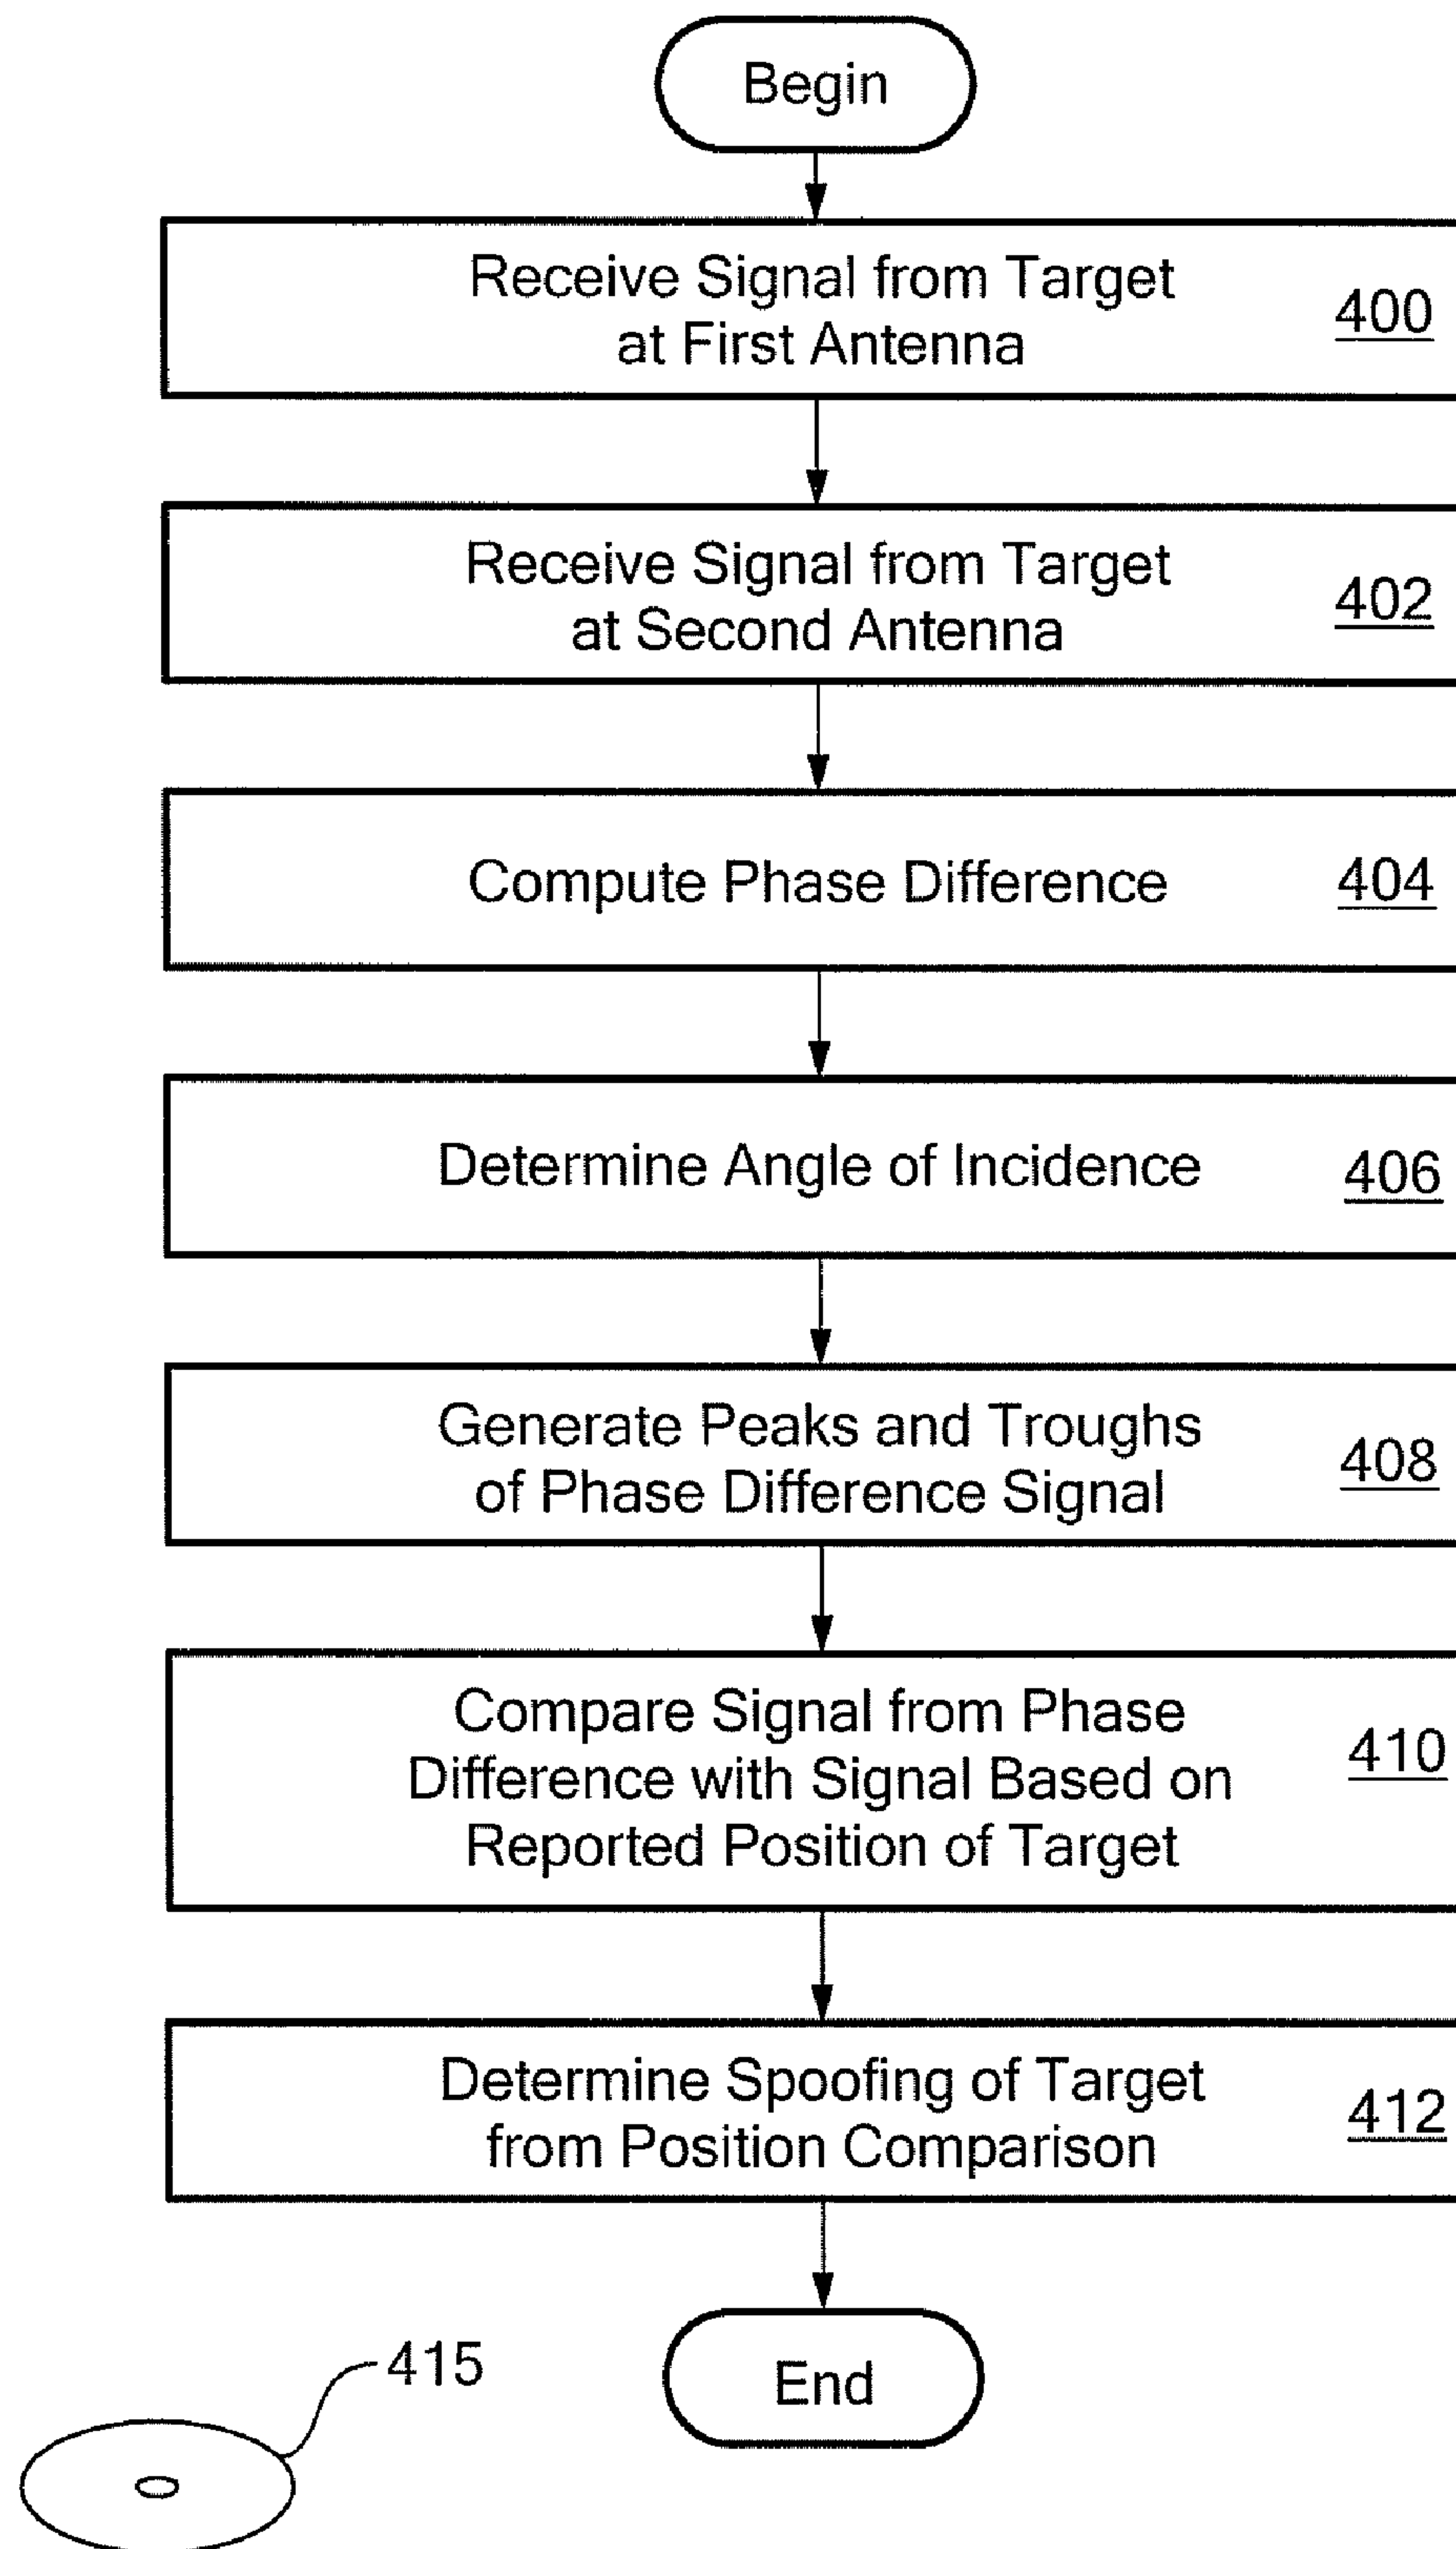 Begin
Receive Signal from Target
at First Antenna
400
Receive Signal from Target
at Second Antenna
402
Compute Phase Difference
404
Determine Angle of Incidence
406
Generate Peaks and Troughs
of Phase Difference Signal
408
Compare Signal from Phase
Difference with Signal Based on
Reported Position of Target
410
Determine Spoofing of Target
from Position Comparison
412
End
415